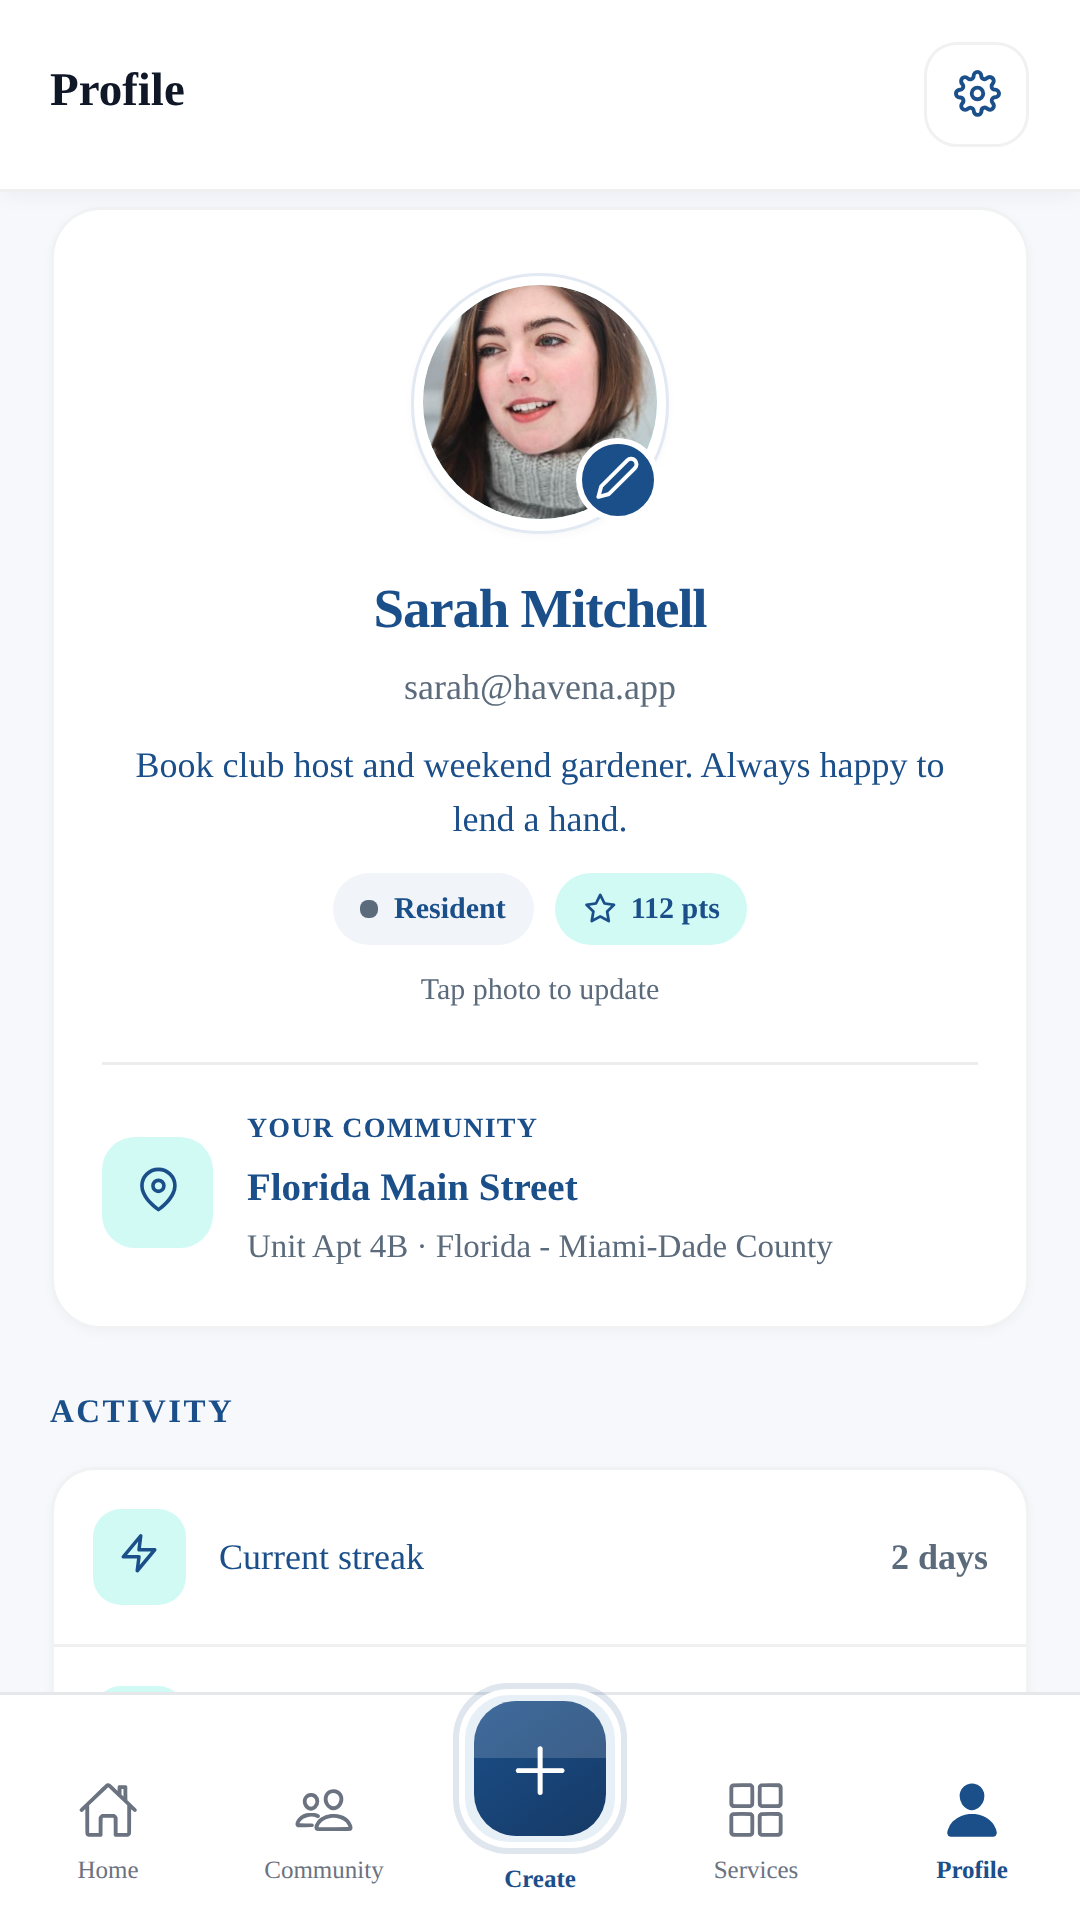 Profile
Sarah Mitchell
sarah@havena.app
Book club host and weekend gardener. Always happy to
lend a hand.
Resident
112 pts
Tap photo to update
YOUR COMMUNITY
Florida Main Street
Unit Apt 4B · Florida - Miami-Dade County
ACTIVITY
Current streak
2 days
Home
Community
Create
Services
Profile